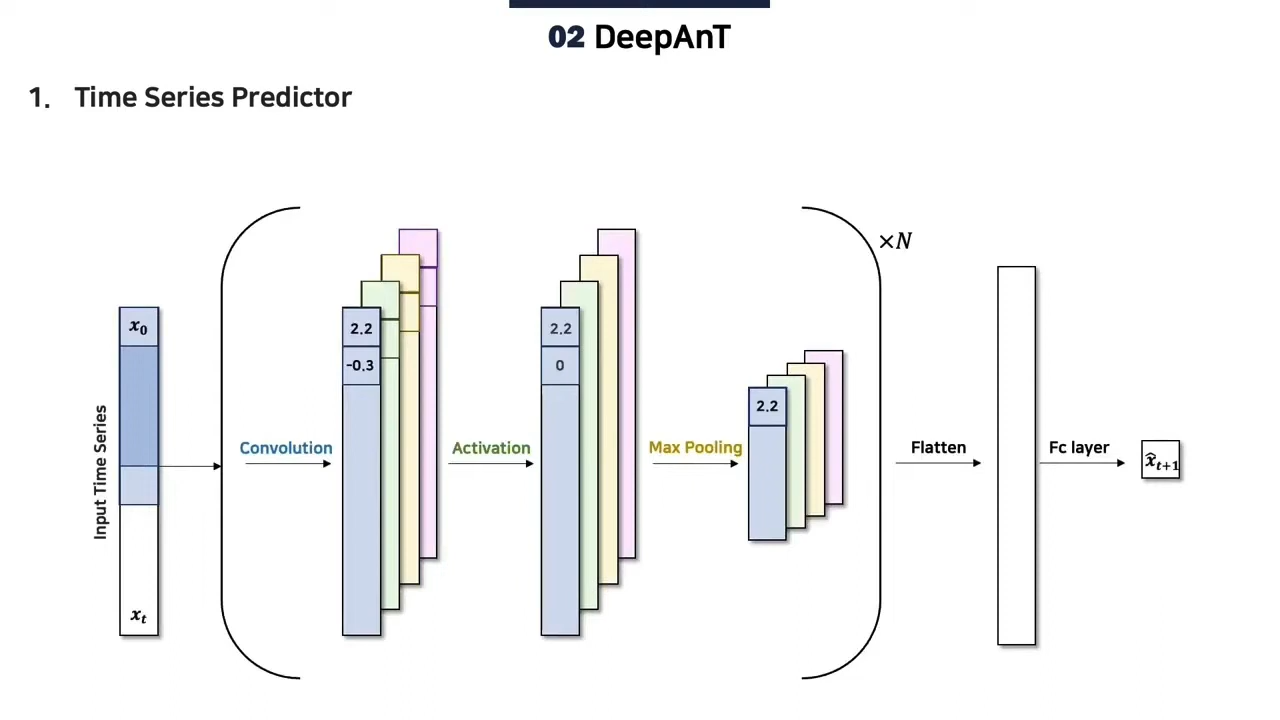 02 DeepAnT
1. Time Series Predictor
×N
x₀
2.2
-0.3
2.2
0
2.2
Input Time Series
Convolution
Activation
Max Pooling
Flatten
Fc layer
x̂ₜ₊₁
xₜ